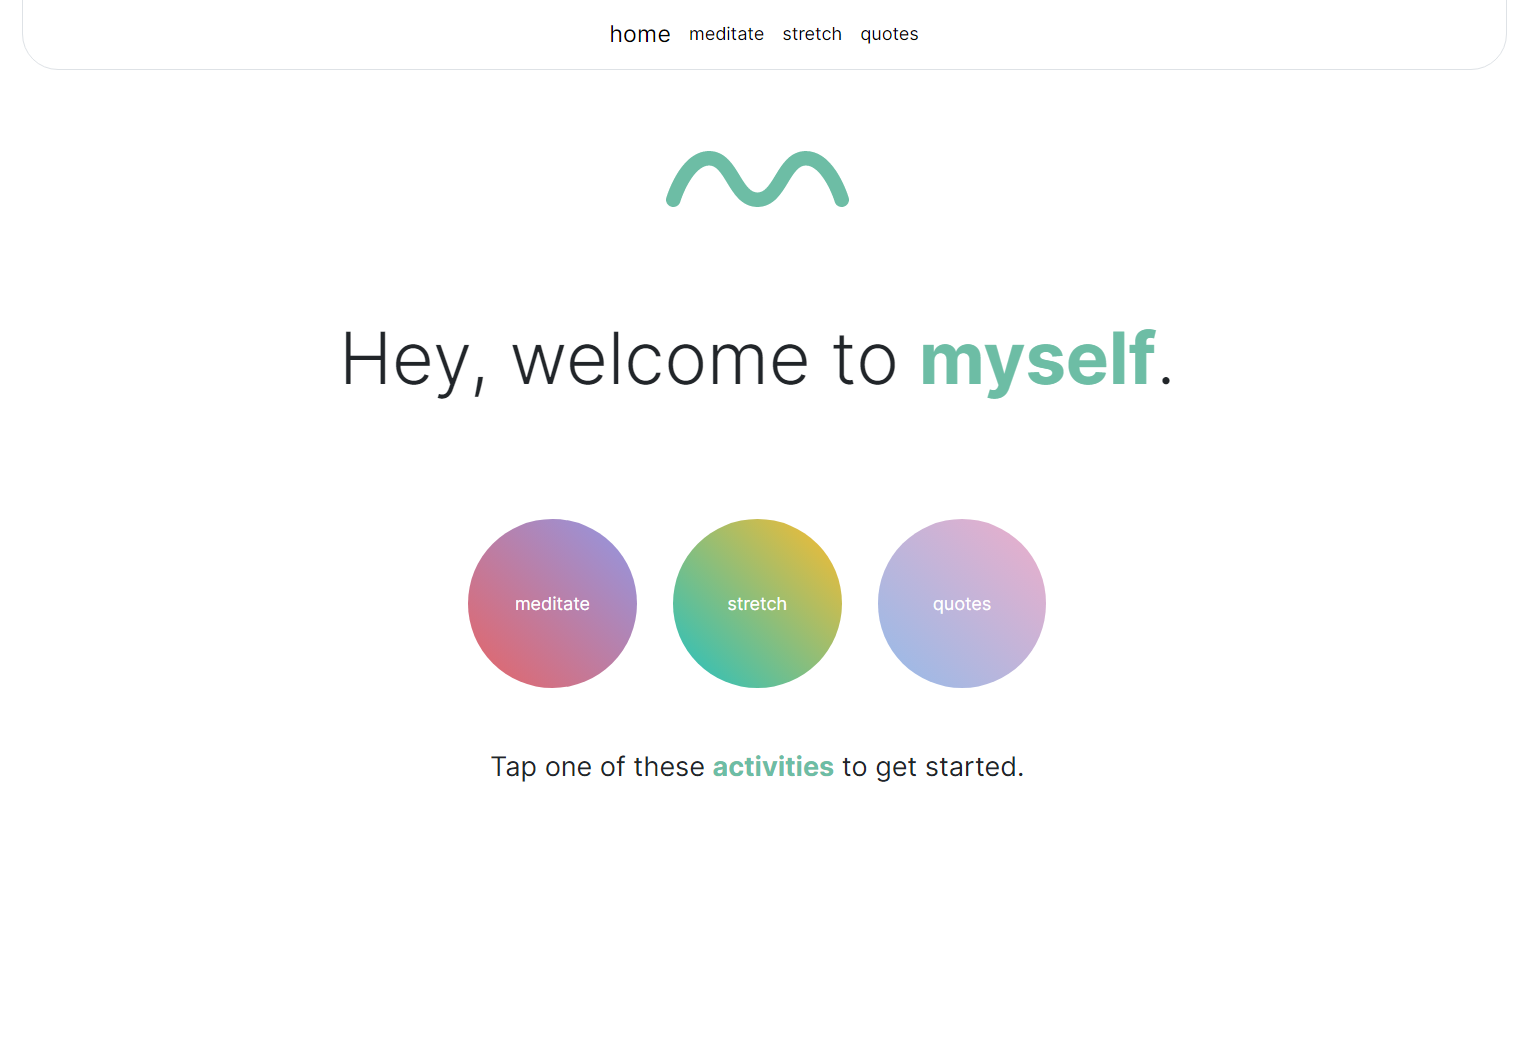 home meditate stretch quotes
Hey, welcome to myself.
meditate stretch quotes
Tap one of these activities to get started.